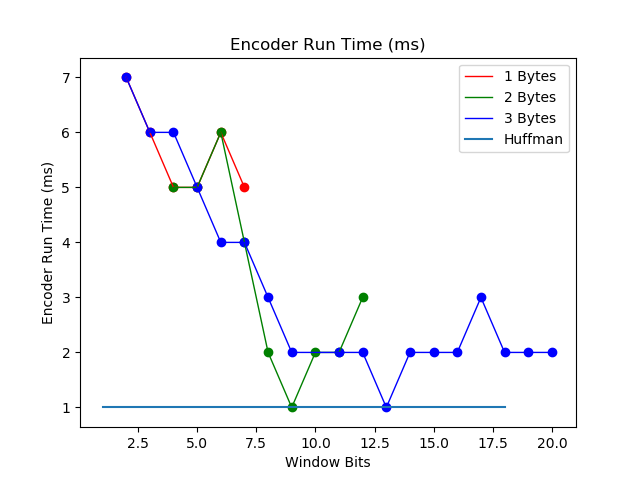 Encoder Run Time (ms)
1 Bytes
2 Bytes
3 Bytes
Huffman
Encoder Run Time (ms)
7
6
5
4
3
2
1
2.5 5.0 7.5 10.0 12.5 15.0 17.5 20.0
Window Bits